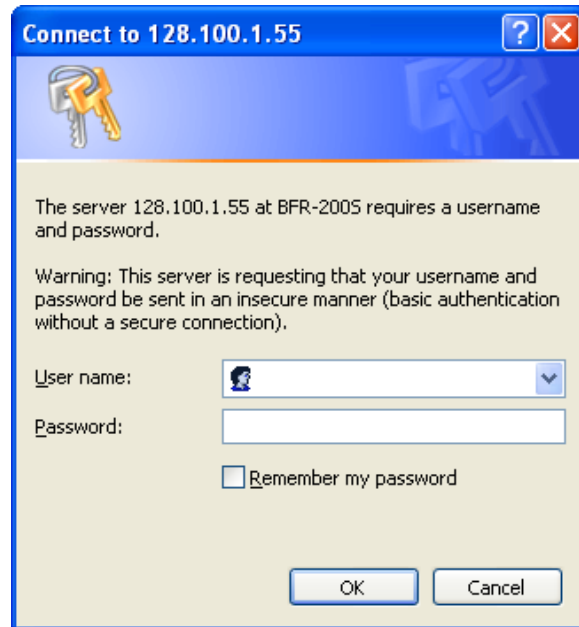 Connect to 128.100.1.55
The server 128.100.1.55 at BFR-200S requires a username
and password.
Warning: This server is requesting that your username and
password be sent in an insecure manner (basic authentication
without a secure connection).
User name:
Password:
Remember my password
OK Cancel